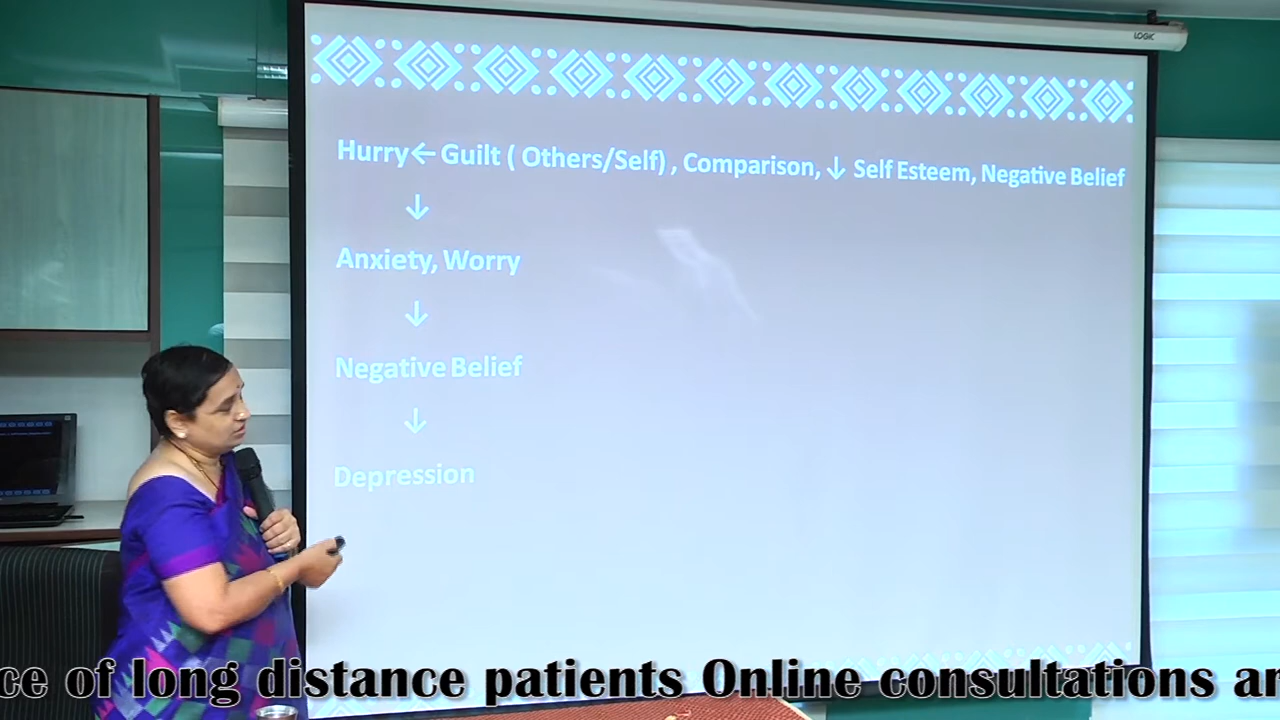 LOGIC
Hurry← Guilt ( Others/Self) , Comparison, ↓ Self Esteem, Negative Belief
↓
Anxiety, Worry
↓
Negative Belief
↓
Depression
ce of long distance patients Online consultations ar